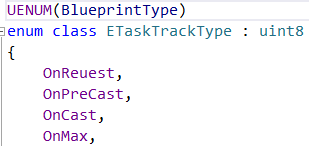 UENUM(BlueprintType)
enum class ETaskTrackType : uint8
{
OnReuest,
OnPreCast,
OnCast,
OnMax,